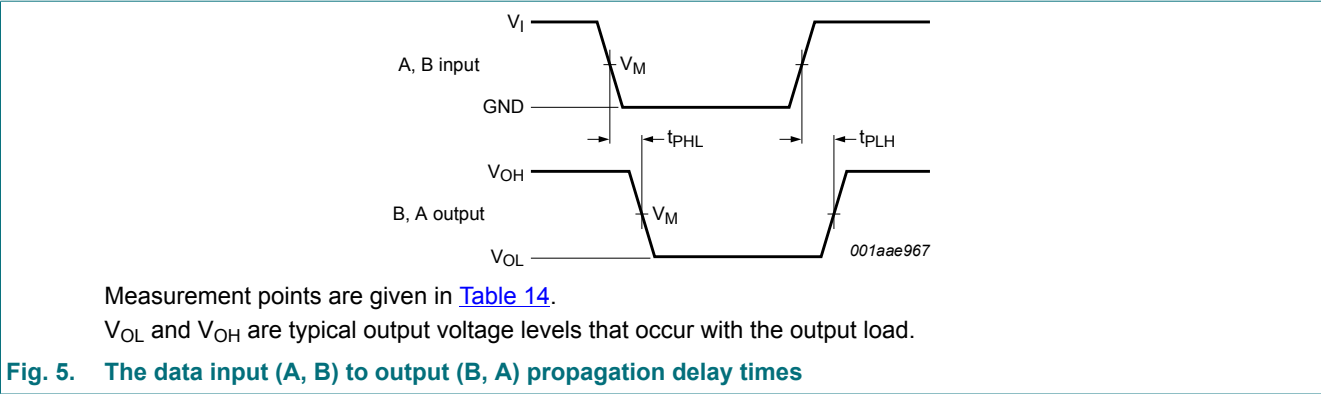 V_I
A, B input
V_M
GND
t_PHL
t_PLH
V_OH
B, A output
V_M
V_OL
001aae967
Measurement points are given in Table 14.
V_OL and V_OH are typical output voltage levels that occur with the output load.
Fig. 5. The data input (A, B) to output (B, A) propagation delay times